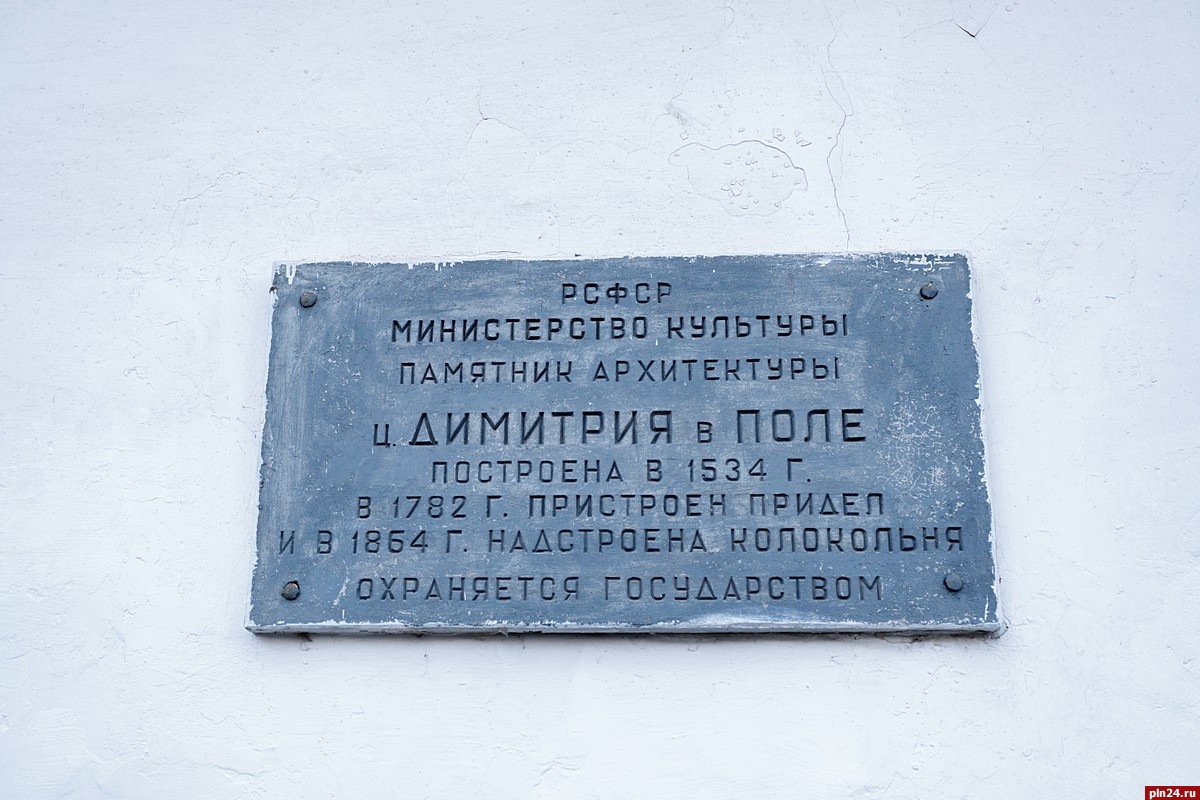 РСФСР
МИНИСТЕРСТВО КУЛЬТУРЫ
ПАМЯТНИК АРХИТЕКТУРЫ
Ц. ДИМИТРИЯ В ПОЛЕ
ПОСТРОЕНА В 1534 Г.
В 1782 Г. ПРИСТРОЕН ПРИДЕЛ
И В 1864 Г. НАДСТРОЕНА КОЛОКОЛЬНЯ
ОХРАНЯЕТСЯ ГОСУДАРСТВОМ
pln24.ru